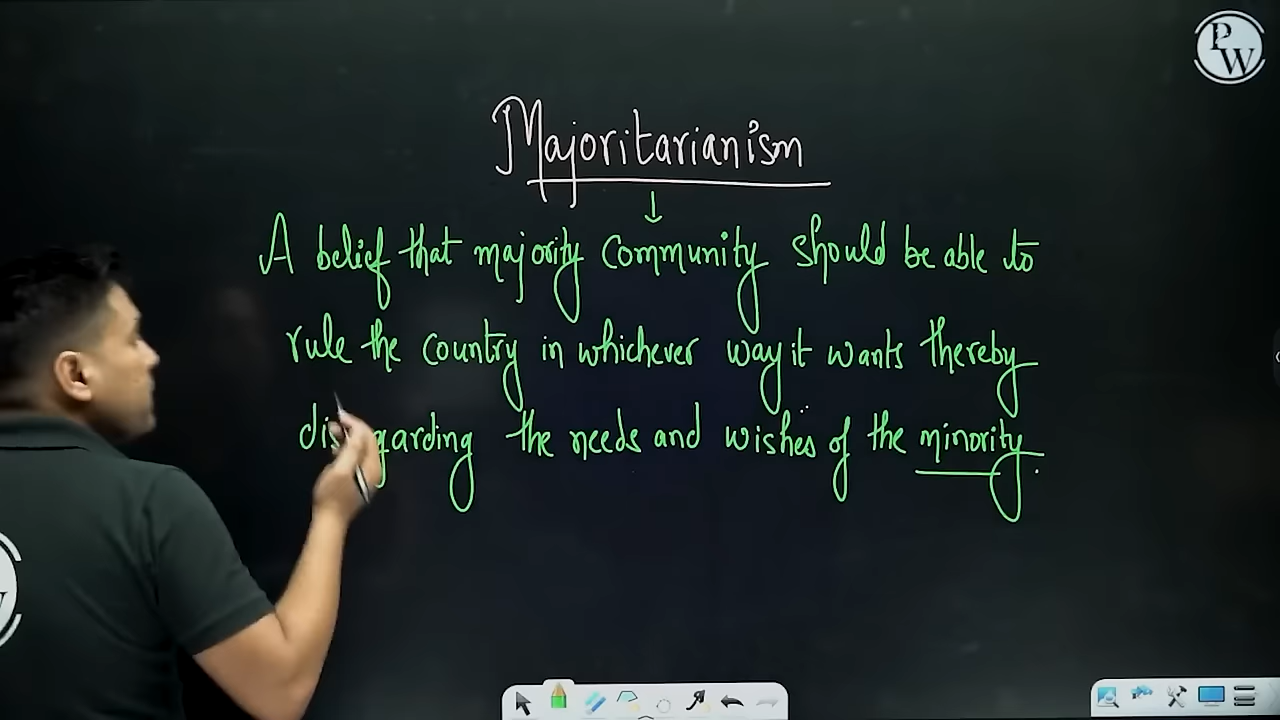 PW
Majoritarianism
A belief that majority community should be able to
rule the country in whichever way it wants thereby
the needs and wishes of the minority.